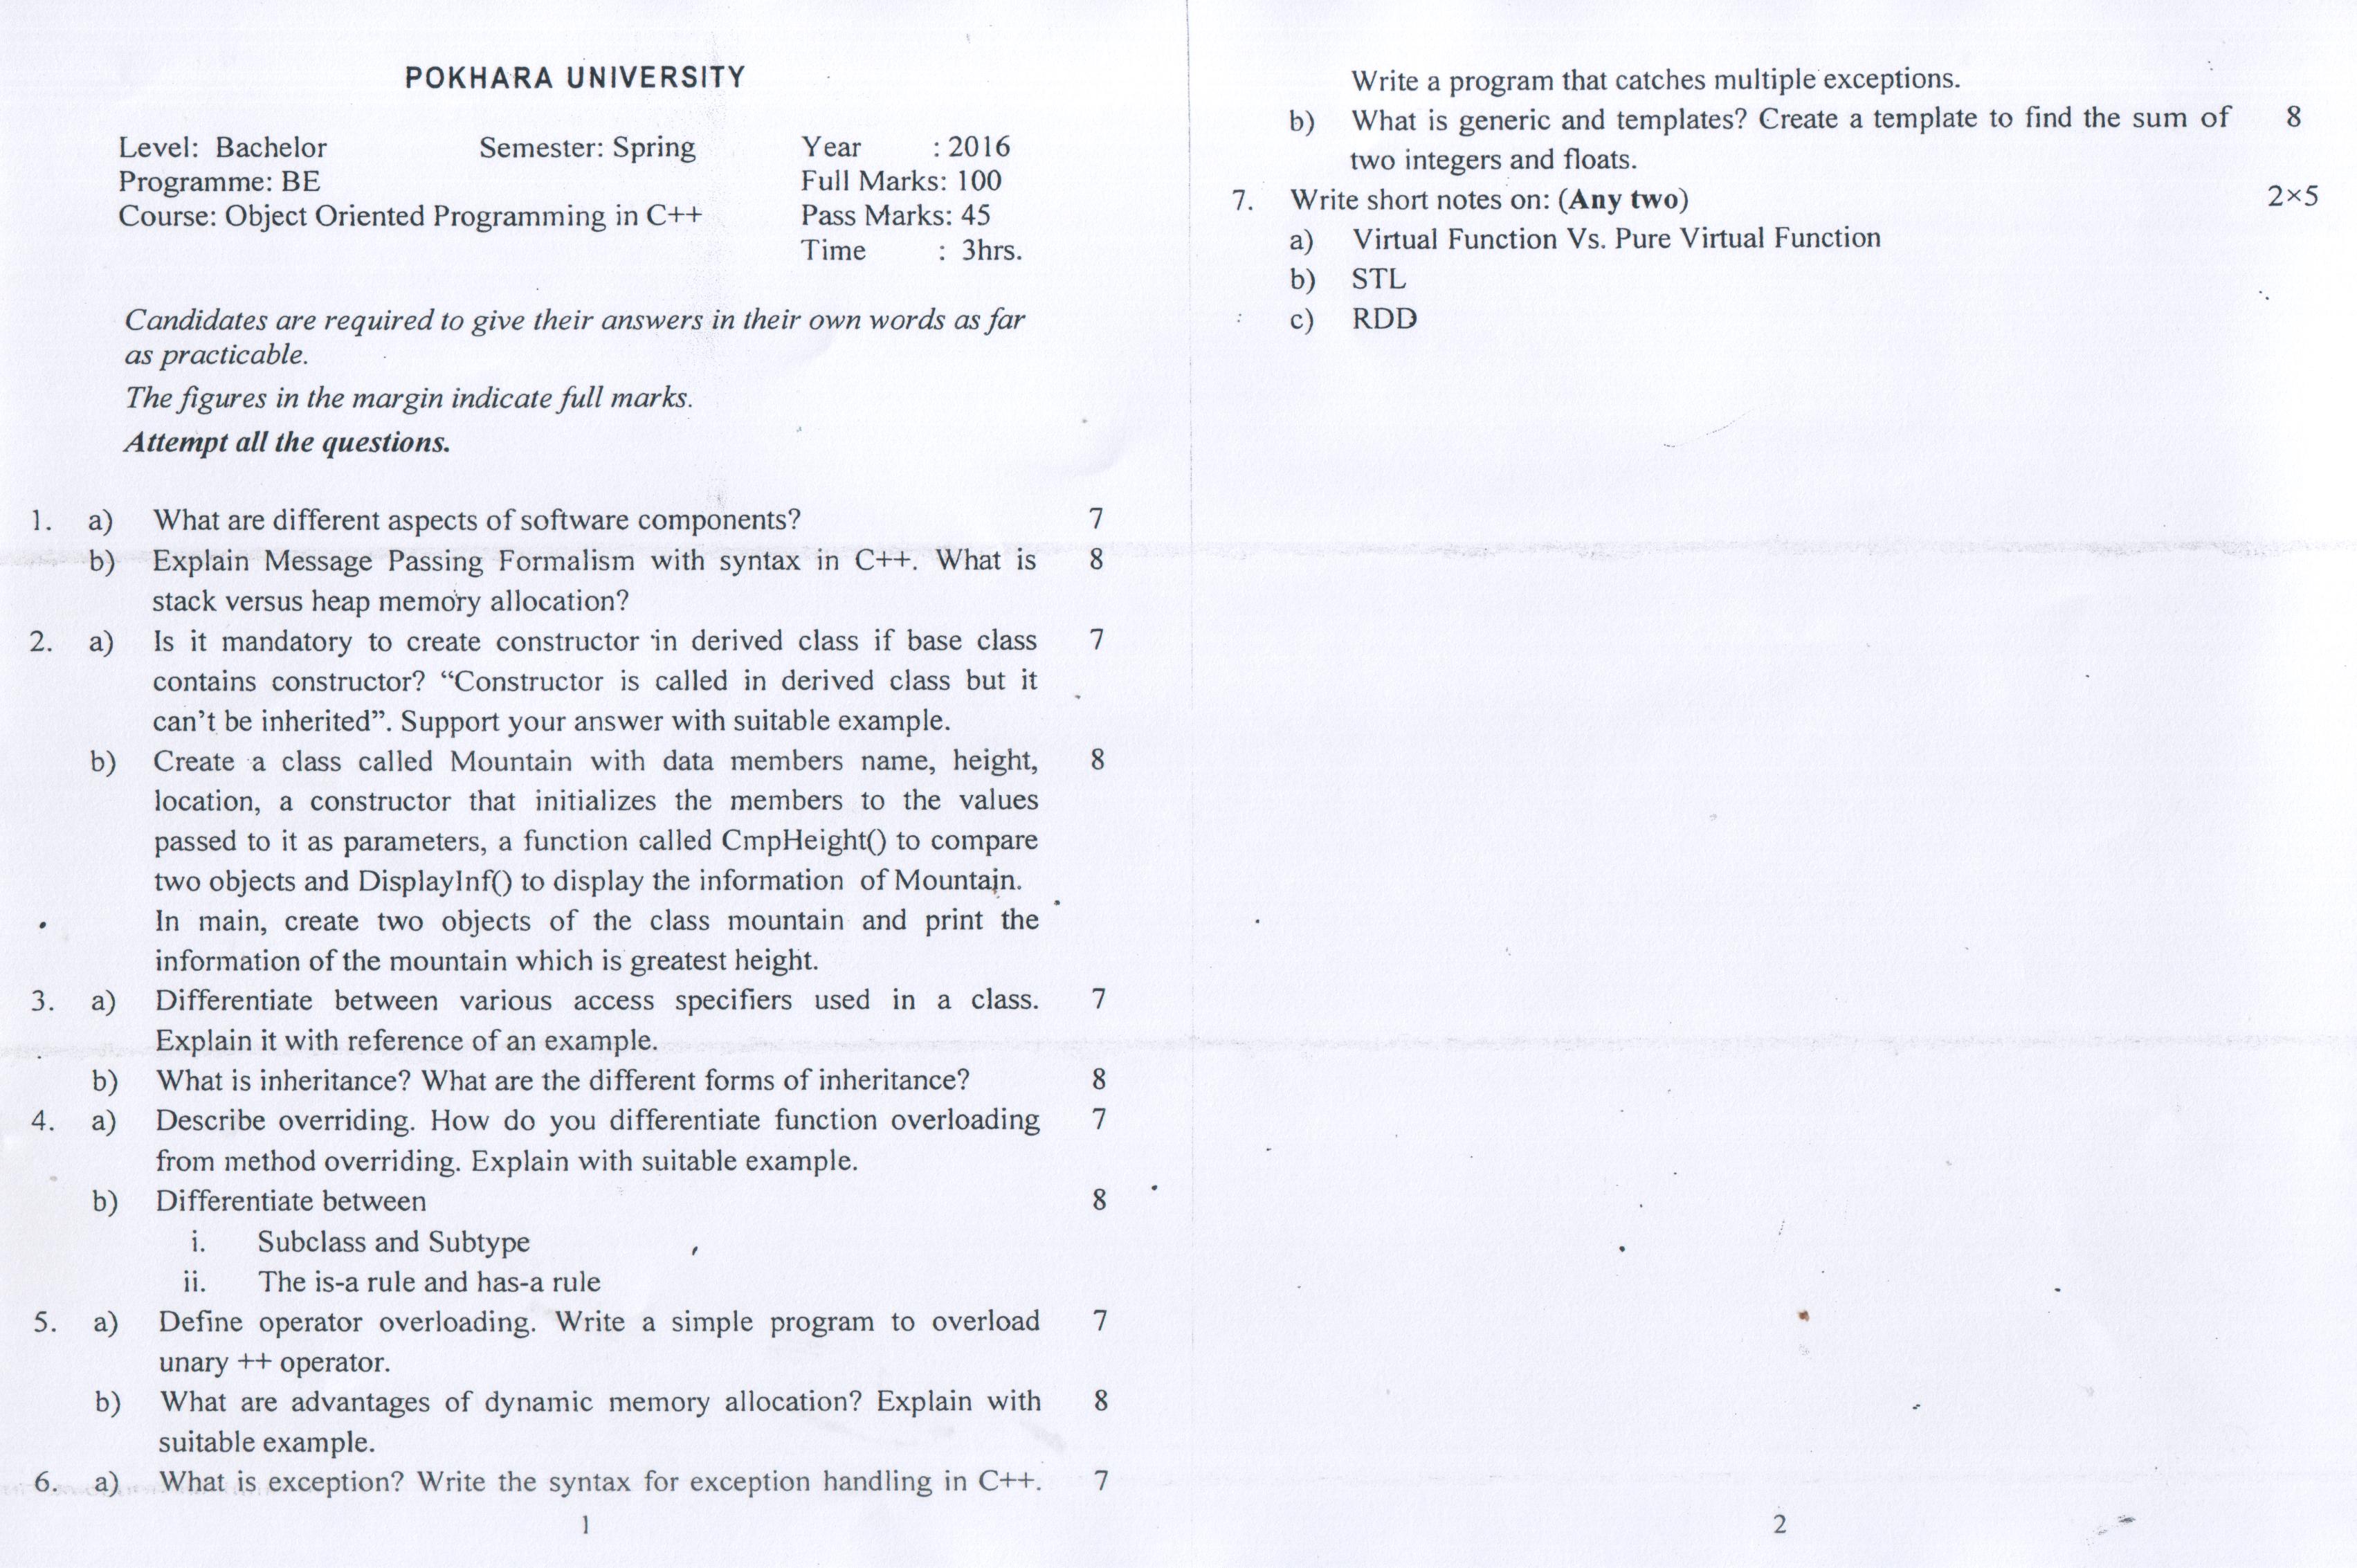 POKHARA UNIVERSITY
Level: Bachelor Semester: Spring Year : 2016
Programme: BE Full Marks: 100
Course: Object Oriented Programming in C++ Pass Marks: 45
Time : 3hrs.
Candidates are required to give their answers in their own words as far
as practicable.
The figures in the margin indicate full marks.
Attempt all the questions.
1. a) What are different aspects of software components? 7
b) Explain Message Passing Formalism with syntax in C++. What is 8
stack versus heap memory allocation?
2. a) Is it mandatory to create constructor in derived class if base class 7
contains constructor? “Constructor is called in derived class but it
can’t be inherited”. Support your answer with suitable example.
b) Create a class called Mountain with data members name, height, 8
location, a constructor that initializes the members to the values
passed to it as parameters, a function called CmpHeight() to compare
two objects and DisplayInf() to display the information of Mountain.
In main, create two objects of the class mountain and print the
information of the mountain which is greatest height.
3. a) Differentiate between various access specifiers used in a class. 7
Explain it with reference of an example.
b) What is inheritance? What are the different forms of inheritance? 8
4. a) Describe overriding. How do you differentiate function overloading 7
from method overriding. Explain with suitable example.
b) Differentiate between 8
i. Subclass and Subtype
ii. The is-a rule and has-a rule
5. a) Define operator overloading. Write a simple program to overload 7
unary ++ operator.
b) What are advantages of dynamic memory allocation? Explain with 8
suitable example.
6. a) What is exception? Write the syntax for exception handling in C++. 7
1
Write a program that catches multiple exceptions.
b) What is generic and templates? Create a template to find the sum of 8
two integers and floats.
7. Write short notes on: (Any two) 2×5
a) Virtual Function Vs. Pure Virtual Function
b) STL
c) RDD
2